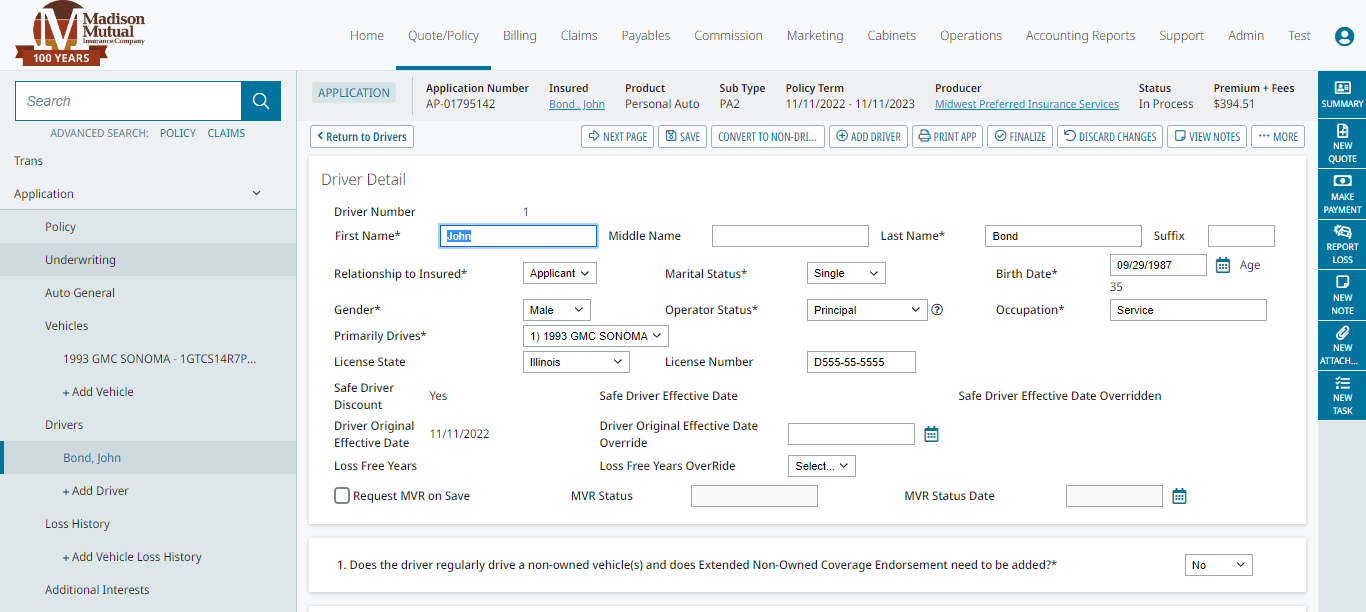 Madison
Mutual
Insurance Company
100 YEARS
Home Quote/Policy Billing Claims Payables Commission Marketing Cabinets Operations Accounting Reports Support Admin Test
Search
ADVANCED SEARCH: POLICY CLAIMS
Trans
Application
Policy
Underwriting
Auto General
Vehicles
1993 GMC SONOMA - 1GTCS14R7P...
+ Add Vehicle
Drivers
Bond, John
+ Add Driver
Loss History
+ Add Vehicle Loss History
Additional Interests
APPLICATION
Application Number Insured Product Sub Type Policy Term Producer Status Premium + Fees
AP-01795142 Bond , John Personal Auto PA2 11/11/2022 - 11/11/2023 Midwest Preferred Insurance Services In Process $394.51
Return to Drivers NEXT PAGE SAVE CONVERT TO NON-DRI... ADD DRIVER PRINT APP FINALIZE DISCARD CHANGES VIEW NOTES ··· MORE
Driver Detail
Driver Number 1
First Name* John Middle Name Last Name* Bond Suffix
Relationship to Insured* Applicant Marital Status* Single Birth Date* 09/29/1987 Age
35
Gender* Male Operator Status* Principal Occupation* Service
Primarily Drives* 1) 1993 GMC SONOMA
License State Illinois License Number D555-55-5555
Safe Driver
Discount Yes Safe Driver Effective Date Safe Driver Effective Date Overridden
Driver Original
Effective Date 11/11/2022 Driver Original Effective Date
Override
Loss Free Years Loss Free Years OverRide Select...
Request MVR on Save MVR Status MVR Status Date
1. Does the driver regularly drive a non-owned vehicle(s) and does Extended Non-Owned Coverage Endorsement need to be added?* No
SUMMARY
NEW
QUOTE
MAKE
PAYMENT
REPORT
LOSS
NEW
NOTE
NEW
ATTACH...
NEW
TASK